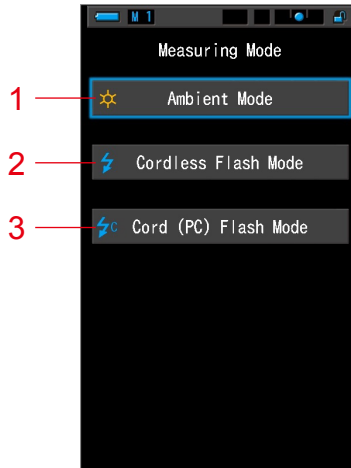 M 1
Measuring Mode
1 Ambient Mode
2 Cordless Flash Mode
3 C Cord (PC) Flash Mode